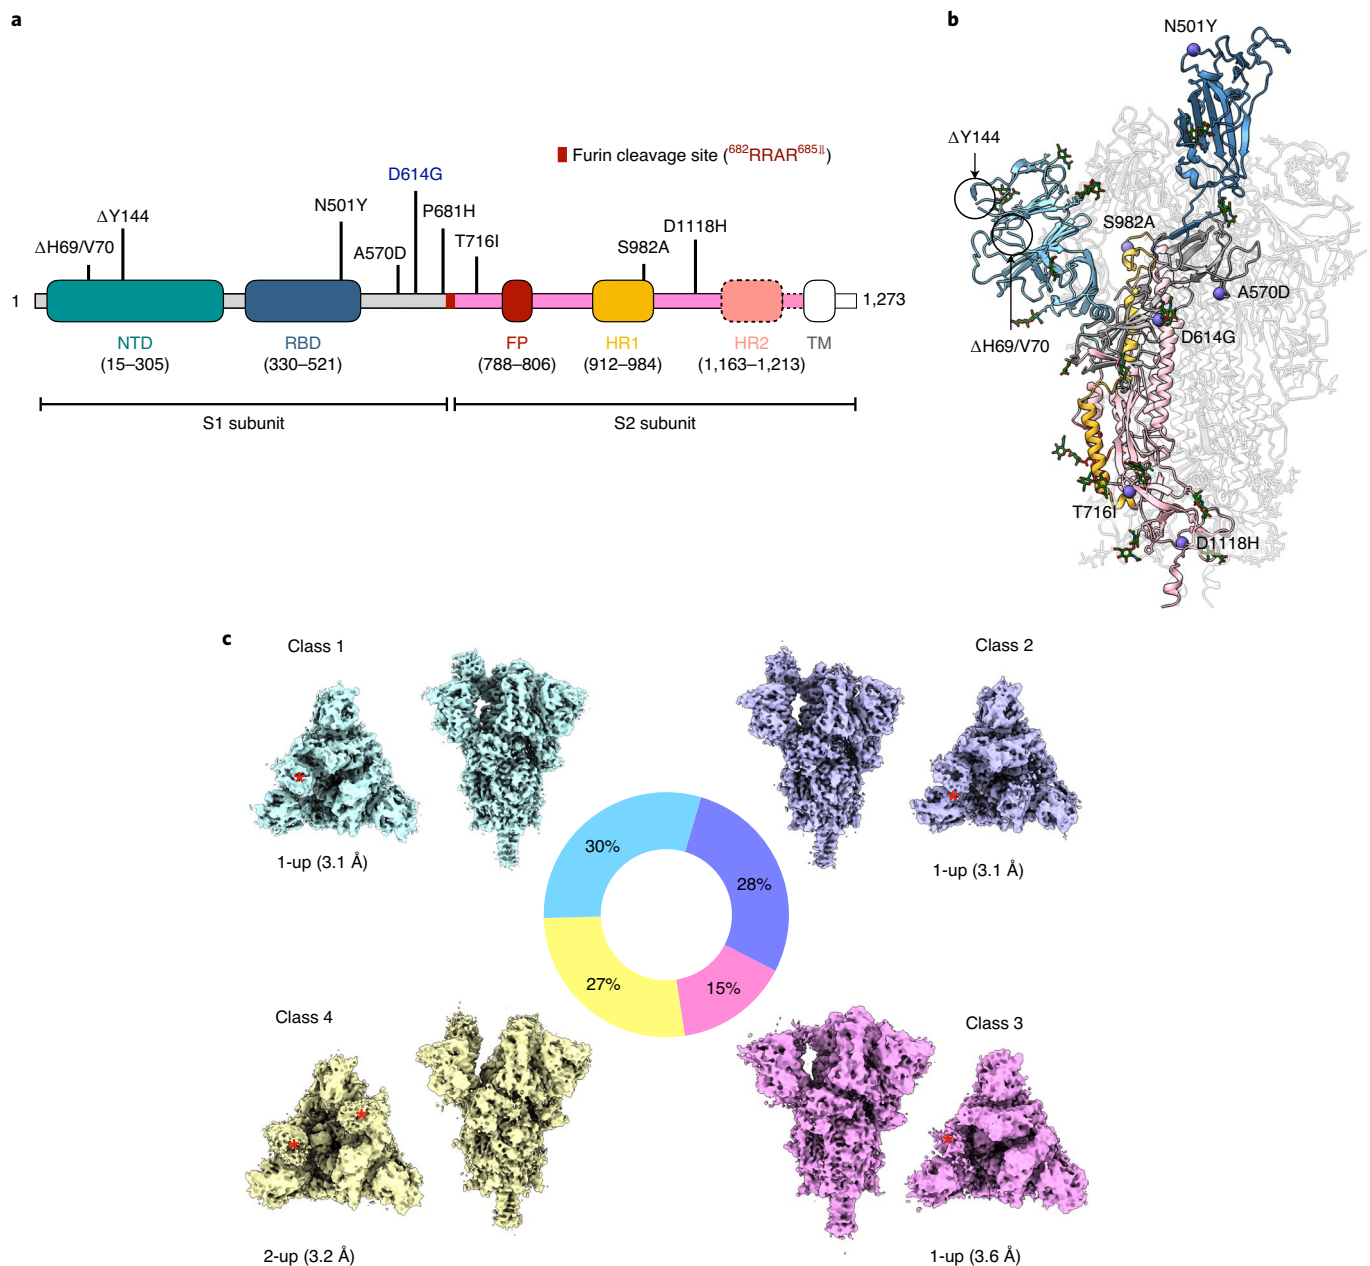 a
Furin cleavage site (682RRAR685⇓)
D614G
ΔY144
N501Y
P681H
ΔH69/V70
A570D
T716I
S982A
D1118H
1
1,273
NTD
RBD
FP
HR1
HR2
TM
(15–305)
(330–521)
(788–806)
(912–984)
(1,163–1,213)
S1 subunit
S2 subunit
b
N501Y
ΔY144
S982A
A570D
D614G
ΔH69/V70
T716I
D1118H
c
Class 1
1-up (3.1 Å)
Class 2
1-up (3.1 Å)
30%
28%
27%
15%
Class 4
2-up (3.2 Å)
Class 3
1-up (3.6 Å)